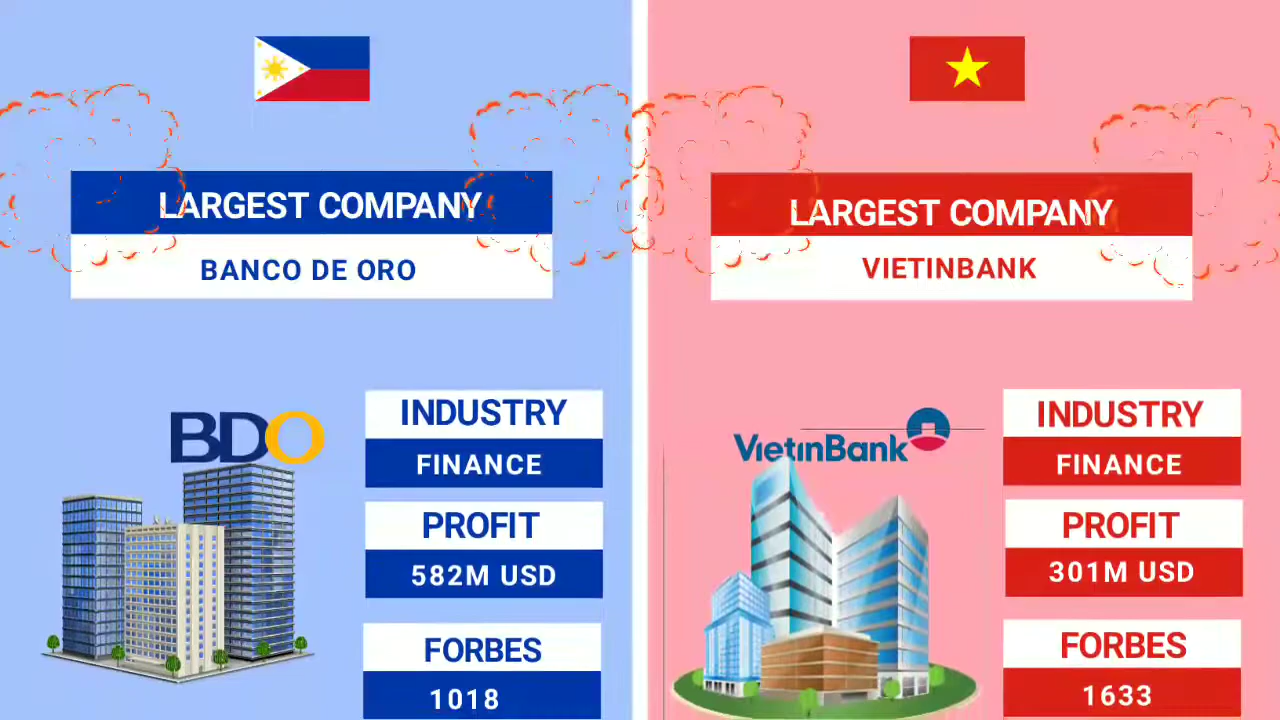 LARGEST COMPANY
BANCO DE ORO
BDO
INDUSTRY
FINANCE
PROFIT
582M USD
FORBES
1018
LARGEST COMPANY
VIETINBANK
VietinBank
INDUSTRY
FINANCE
PROFIT
301M USD
FORBES
1633